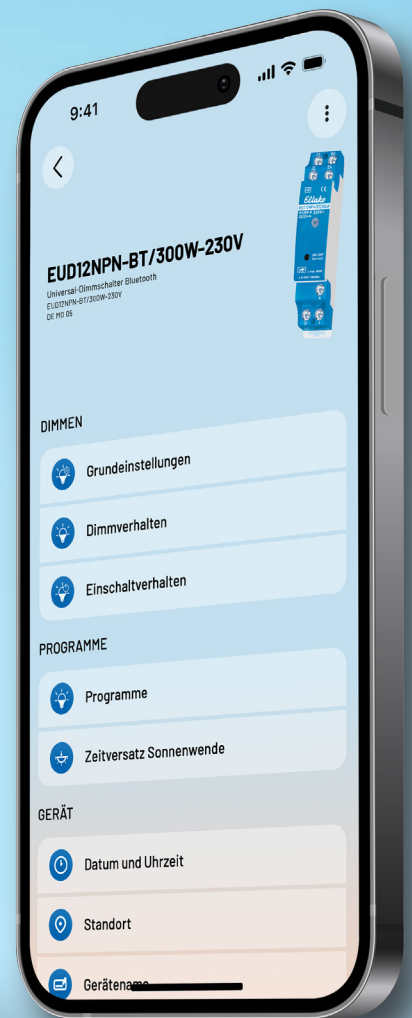 9:41
EUD12NPN-BT/300W-230V
Universal-Dimmschalter Bluetooth
EUD12NPN-BT/300W-230V
DE M0 05
Eltako
DIMMEN
Grundeinstellungen
Dimmverhalten
Einschaltverhalten
PROGRAMME
Programme
Zeitversatz Sonnenwende
GERÄT
Datum und Uhrzeit
Standort
Gerätename